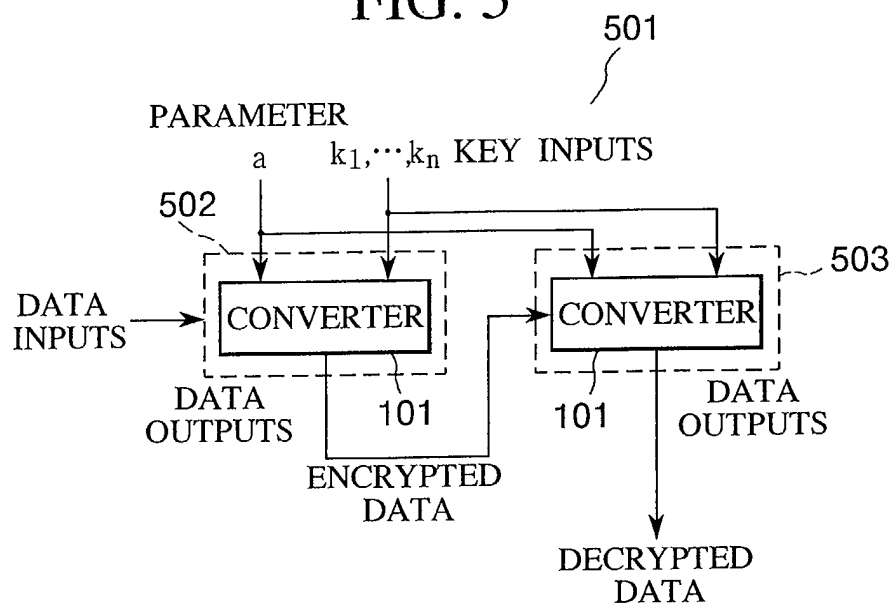 FIG. 5
501
PARAMETER
a
k1,···,kn KEY INPUTS
502
503
DATA
INPUTS
CONVERTER
CONVERTER
101
101
DATA
OUTPUTS
DATA
OUTPUTS
ENCRYPTED
DATA
DECRYPTED
DATA